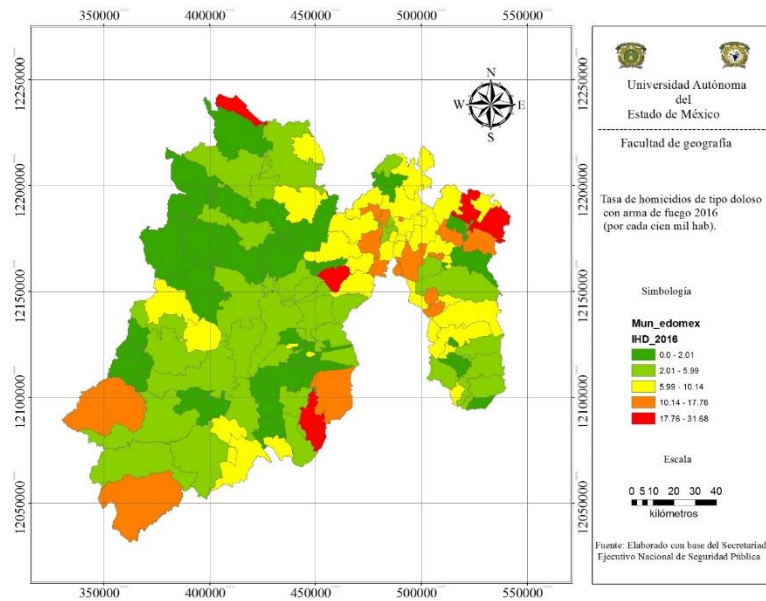 350000 400000 450000 500000 550000
12250000
12200000
12150000
12100000
12050000
N
W E
S
350000 400000 450000 500000 550000
12250000
12200000
12150000
12100000
12050000
Universidad Autónoma
del
Estado de México
Facultad de geografía
Tasa de homicidios de tipo doloso
con arma de fuego 2016
(por cada cien mil hab).
Simbología
Mun_edomex
IHD_2016
0.0 - 2.01
2.01 - 5.99
5.99 - 10.14
10.14 - 17.76
17.76 - 31.68
Escala
0 5 10 20 30 40
kilómetros
Fuente: Elaborado con base del Secretariad
Ejecutivo Nacional de Seguridad Pública